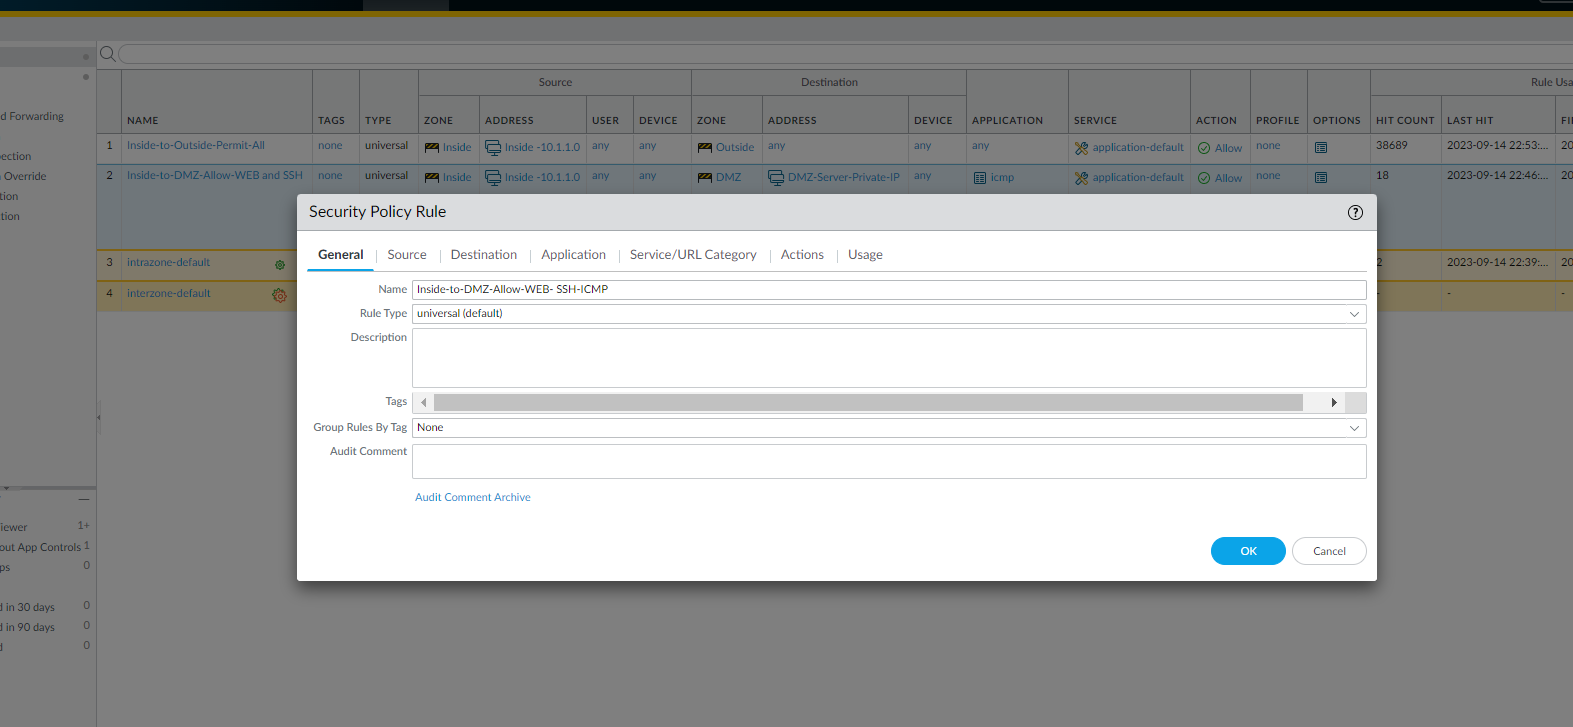 Source
Destination
Rule Usa
NAME
TAGS
TYPE
ZONE
ADDRESS
USER
DEVICE
ZONE
ADDRESS
DEVICE
APPLICATION
SERVICE
ACTION
PROFILE
OPTIONS
HIT COUNT
LAST HIT
FI
1 Inside-to-Outside-Permit-All none universal Inside Inside -10.1.1.0 any any Outside any any any application-default Allow none 38689 2023-09-14 22:53:... 20
2 Inside-to-DMZ-Allow-WEB and SSH none universal Inside Inside -10.1.1.0 any any DMZ DMZ-Server-Private-IP any icmp application-default Allow none 18 2023-09-14 22:46:... 20
3 intrazone-default 2 2023-09-14 22:39:... 20
4 interzone-default - - -
d Forwarding
ection
n Override
tion
tion
Security Policy Rule
General
Source
Destination
Application
Service/URL Category
Actions
Usage
Name Inside-to-DMZ-Allow-WEB- SSH-ICMP
Rule Type universal (default)
Description
Tags
Group Rules By Tag None
Audit Comment
Audit Comment Archive
OK
Cancel
iewer 1+
out App Controls 1
ps 0
d in 30 days 0
d in 90 days 0
d 0